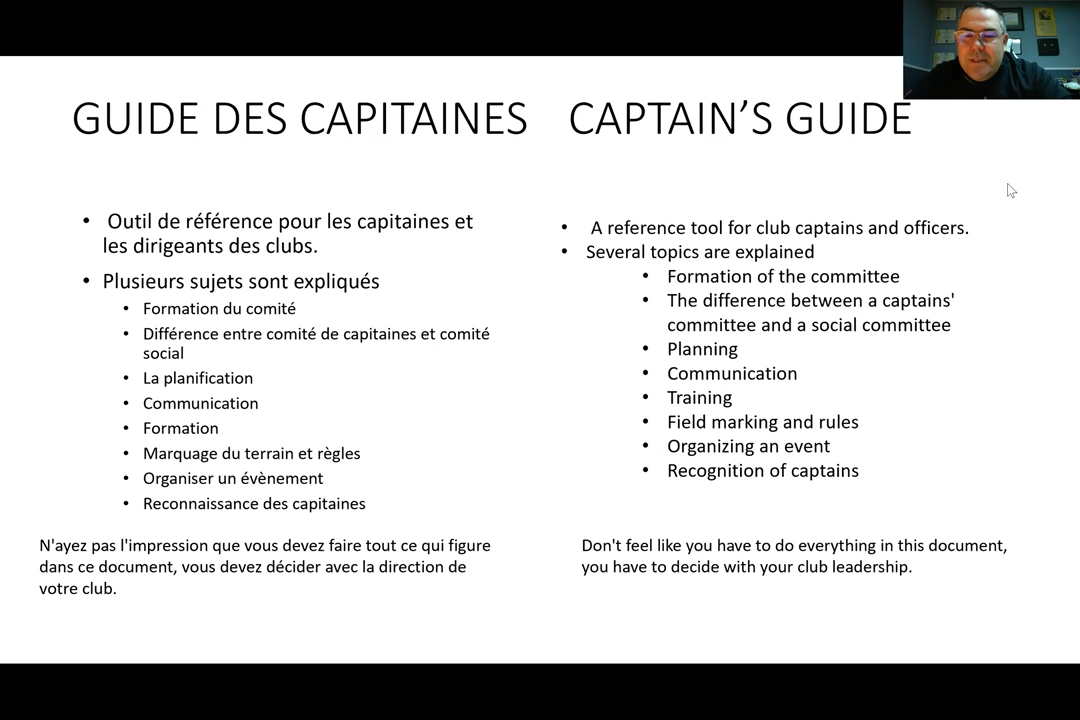 GUIDE DES CAPITAINES
Outil de référence pour les capitaines et
les dirigeants des clubs.
Plusieurs sujets sont expliqués
Formation du comité
Différence entre comité de capitaines et comité
social
La planification
Communication
Formation
Marquage du terrain et règles
Organiser un évènement
Reconnaissance des capitaines
N'ayez pas l'impression que vous devez faire tout ce qui figure
dans ce document, vous devez décider avec la direction de
votre club.
CAPTAIN’S GUIDE
A reference tool for club captains and officers.
Several topics are explained
Formation of the committee
The difference between a captains'
committee and a social committee
Planning
Communication
Training
Field marking and rules
Organizing an event
Recognition of captains
Don't feel like you have to do everything in this document,
you have to decide with your club leadership.